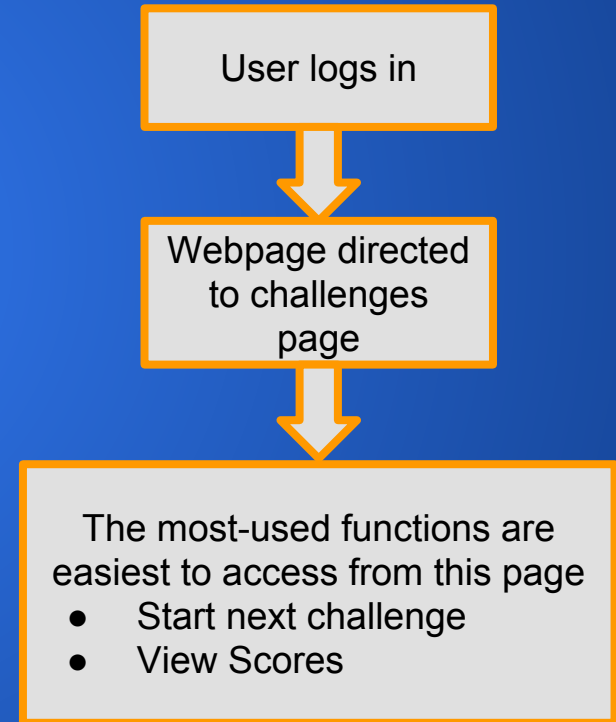 User logs in
Webpage directed
to challenges
page
The most-used functions are
easiest to access from this page
● Start next challenge
● View Scores